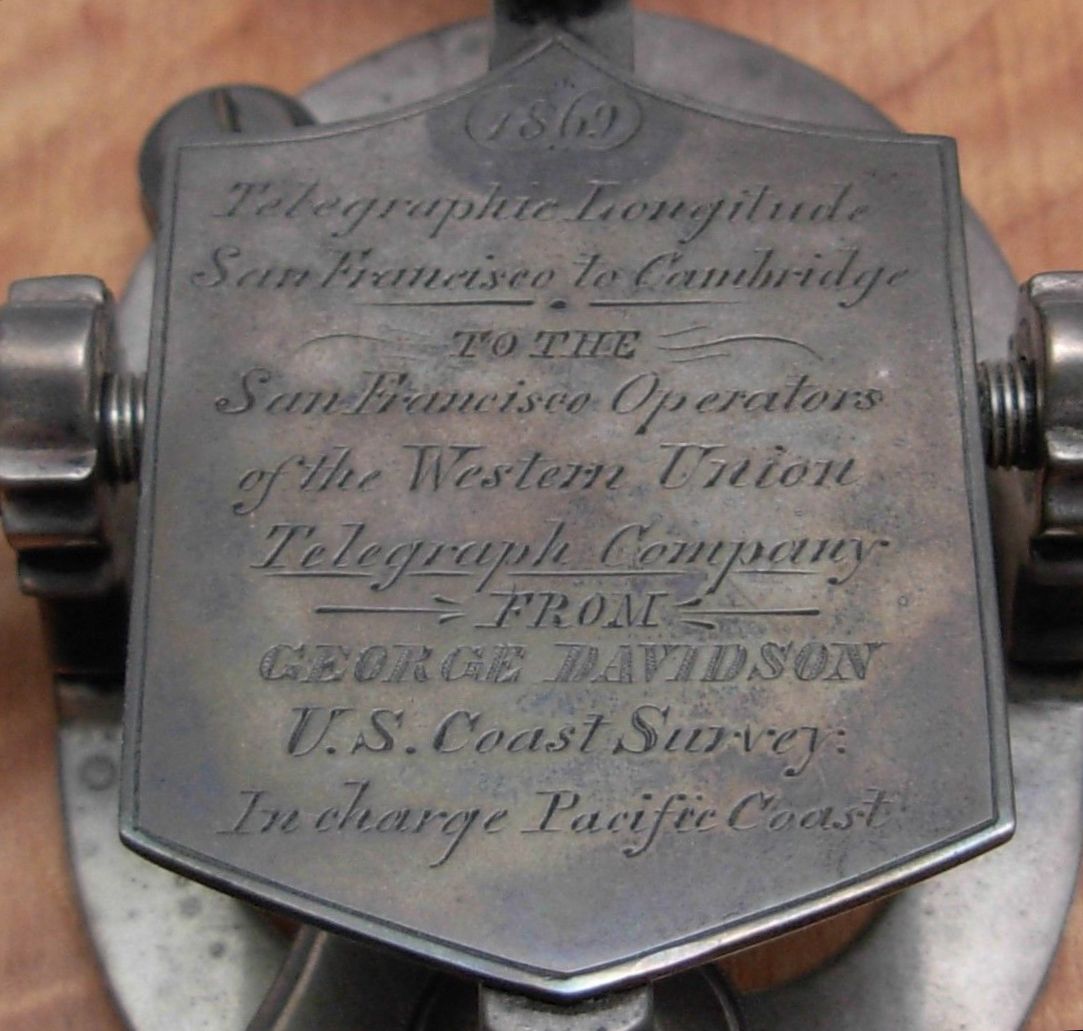 1869
Telegraphic Longitude
San Francisco to Cambridge
TO THE
San Francisco Operators
of the Western Union
Telegraph Company
FROM
GEORGE DAVIDSON
U.S. Coast Survey:
In charge Pacific Coast